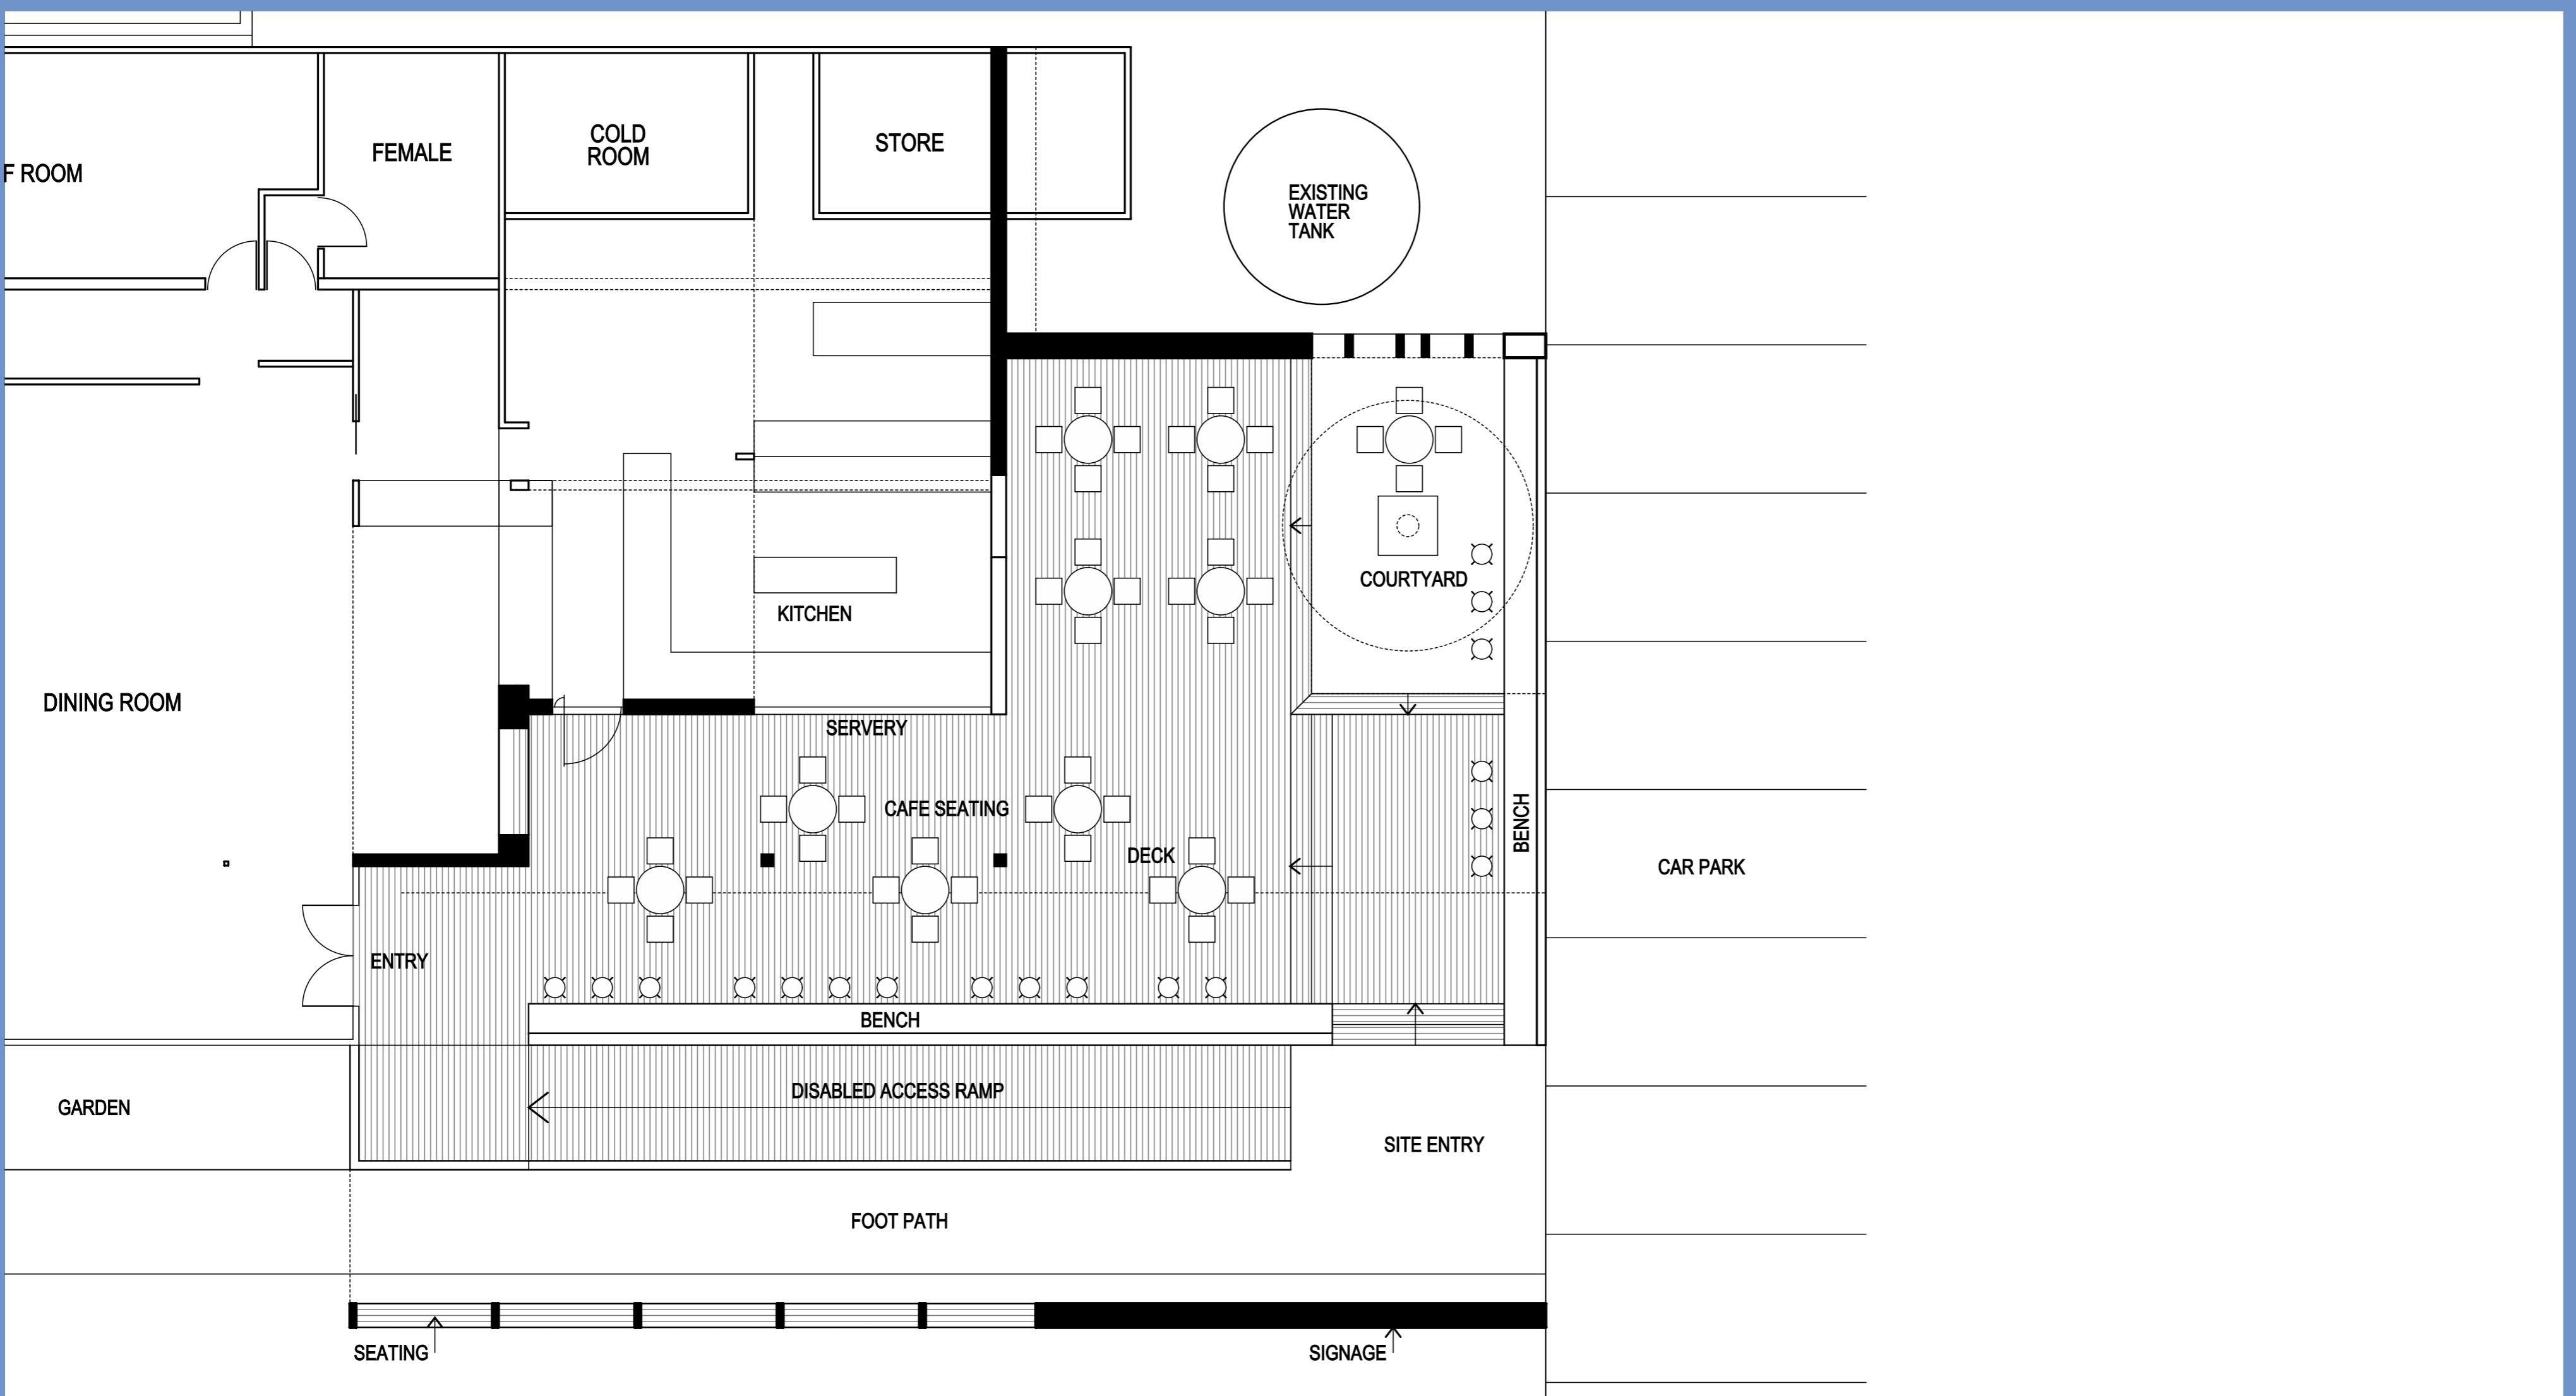 F ROOM
FEMALE
COLD
ROOM
STORE
EXISTING
WATER
TANK
COURTYARD
KITCHEN
DINING ROOM
SERVERY
CAFE SEATING
DECK
BENCH
CAR PARK
ENTRY
BENCH
DISABLED ACCESS RAMP
GARDEN
SITE ENTRY
FOOT PATH
SEATING
SIGNAGE